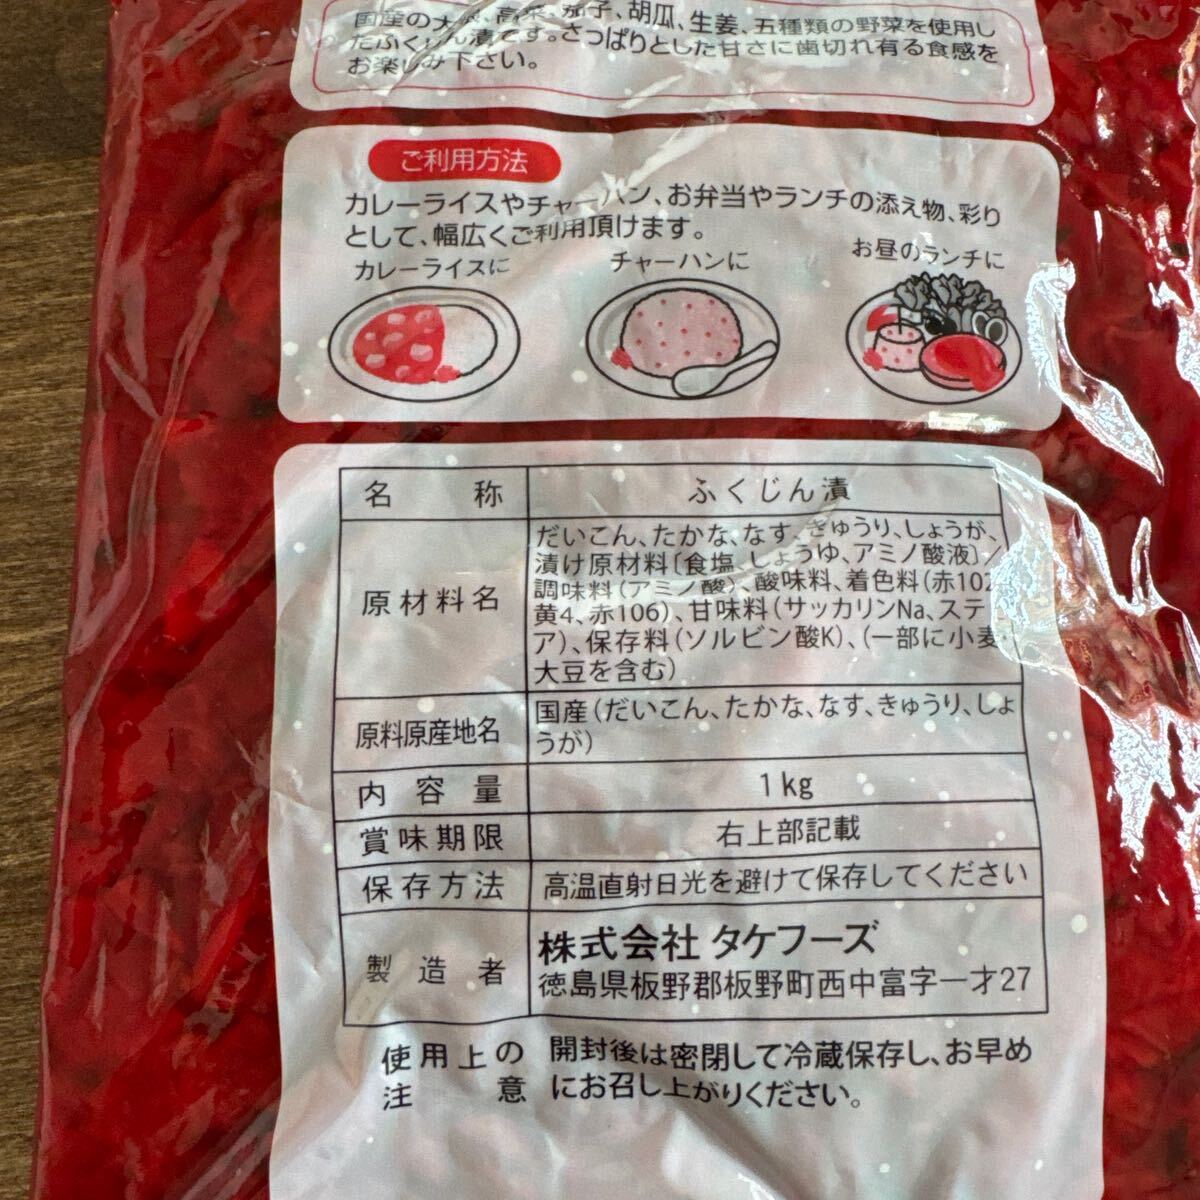 国産の大根、高菜、茄子、胡瓜、生姜、五種類の野菜を使用し
たふくじん漬です。さっぱりとした甘さに歯切れ有る食感を
お楽しみ下さい。
ご利用方法
カレーライスやチャーハン、お弁当やランチの添え物、彩り
として、幅広くご利用頂けます。
カレーライスに
チャーハンに
お昼のランチに
名称 ふくじん漬
原材料名
だいこん、たかな、なす、きゅうり、しょうが、
漬け原材料〔食塩、しょうゆ、アミノ酸液〕/
調味料(アミノ酸)、酸味料、着色料(赤102
黄4、赤106)、甘味料(サッカリンNa、ステ
ア)、保存料(ソルビン酸K)、(一部に小麦・
大豆を含む)
原料原産地名
国産(だいこん、たかな、なす、きゅうり、しょ
うが)
内容量 1kg
賞味期限 右上部記載
保存方法 高温直射日光を避けて保存してください
製造者
株式会社 タケフーズ
徳島県板野郡板野町西中富字一才27
使用上の
注意
開封後は密閉して冷蔵保存し、お早め
にお召し上がりください。